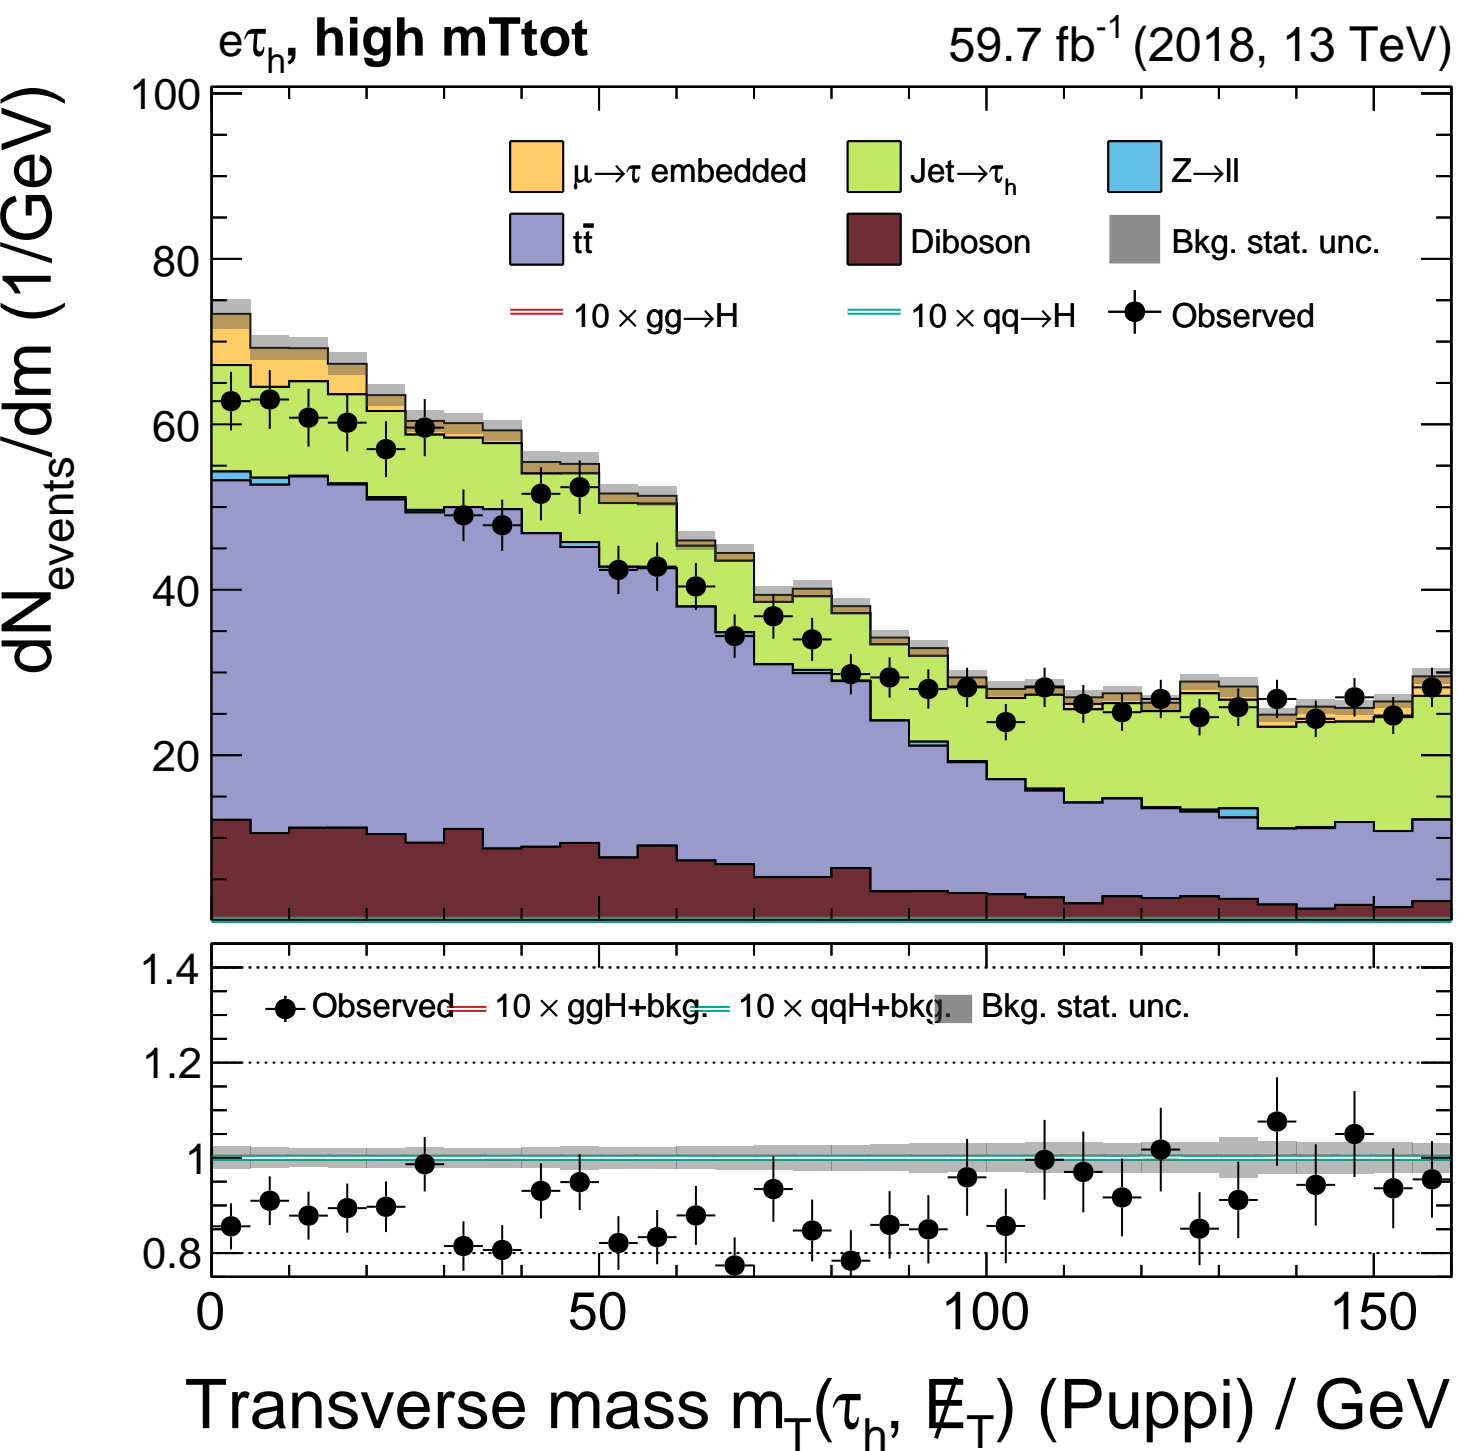 eτh, high mTtot 59.7 fb-1 (2018, 13 TeV)
dNevents/dm (1/GeV)
100
80
60
40
20
μ→τ embedded Jet→τh Z→ll
tt̄ Diboson Bkg. stat. unc.
10 × gg→H 10 × qq→H Observed
1.4
1.2
1
0.8
Observed 10 × ggH+bkg. 10 × qqH+bkg. Bkg. stat. unc.
0 50 100 150
Transverse mass mT(τh, E̸T) (Puppi) / GeV